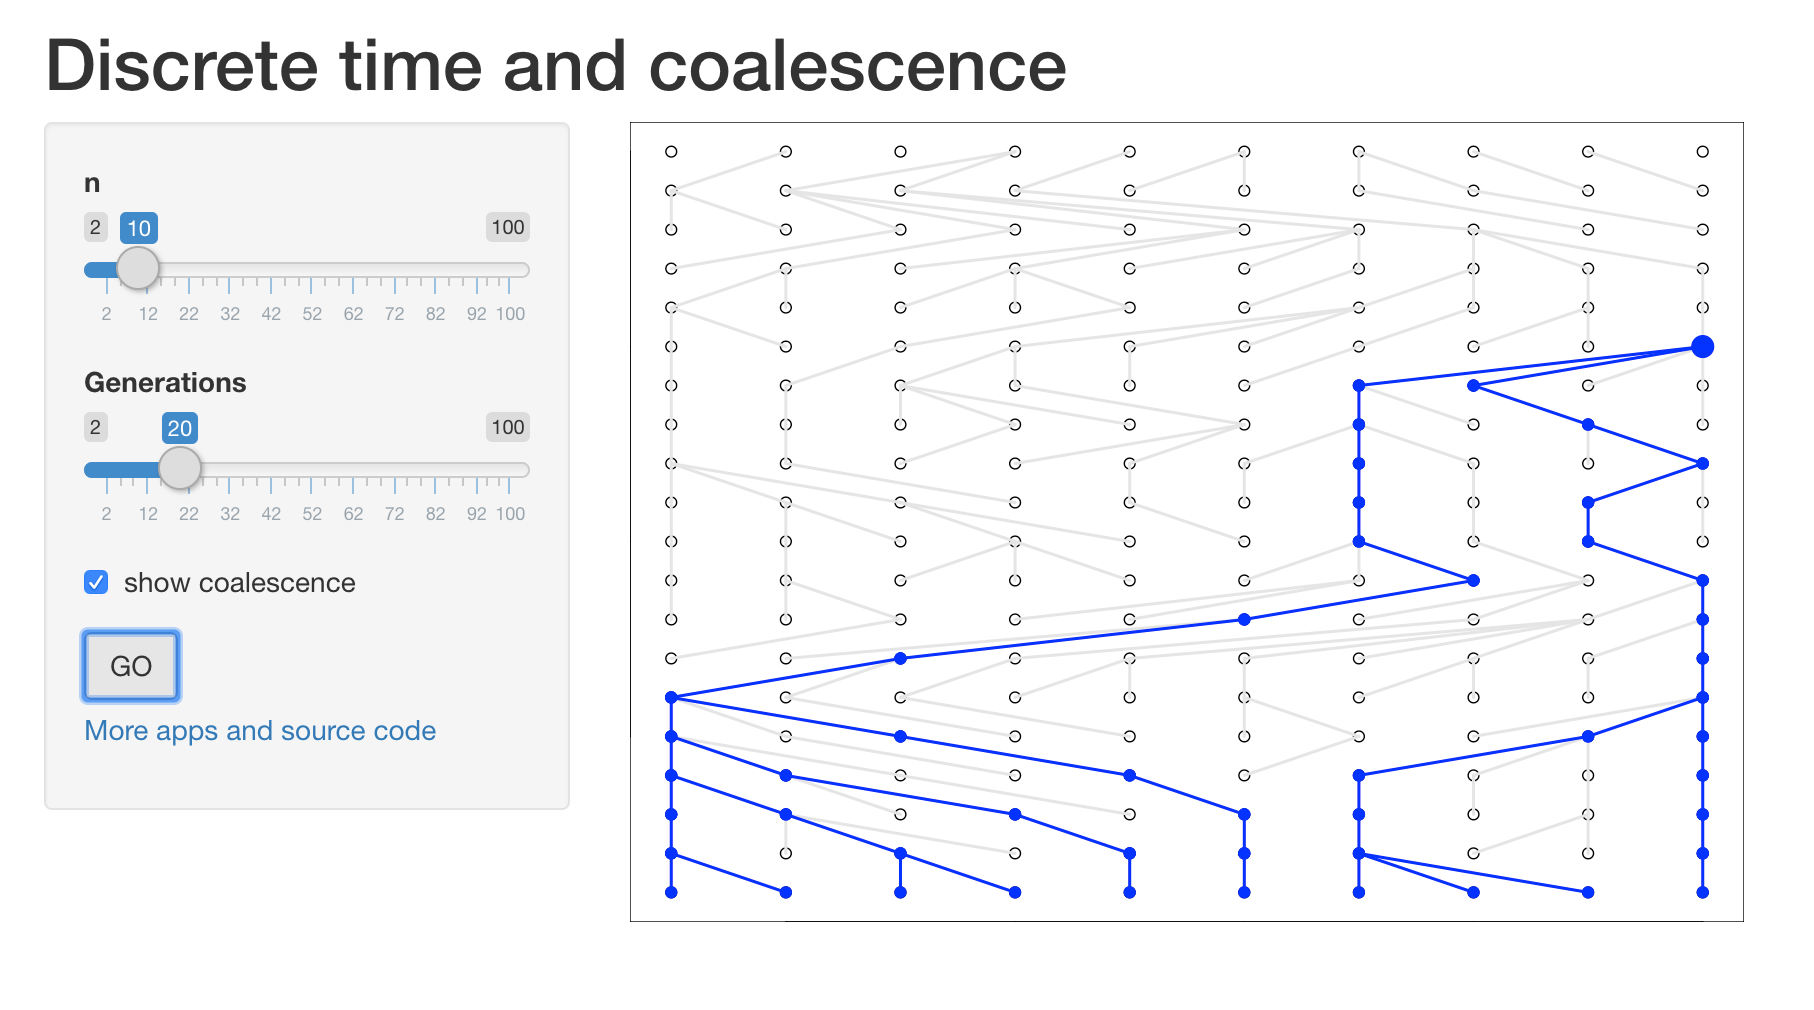 Discrete time and coalescence
n
2 10 100
2 12 22 32 42 52 62 72 82 92 100
Generations
2 20 100
2 12 22 32 42 52 62 72 82 92 100
show coalescence
GO
More apps and source code